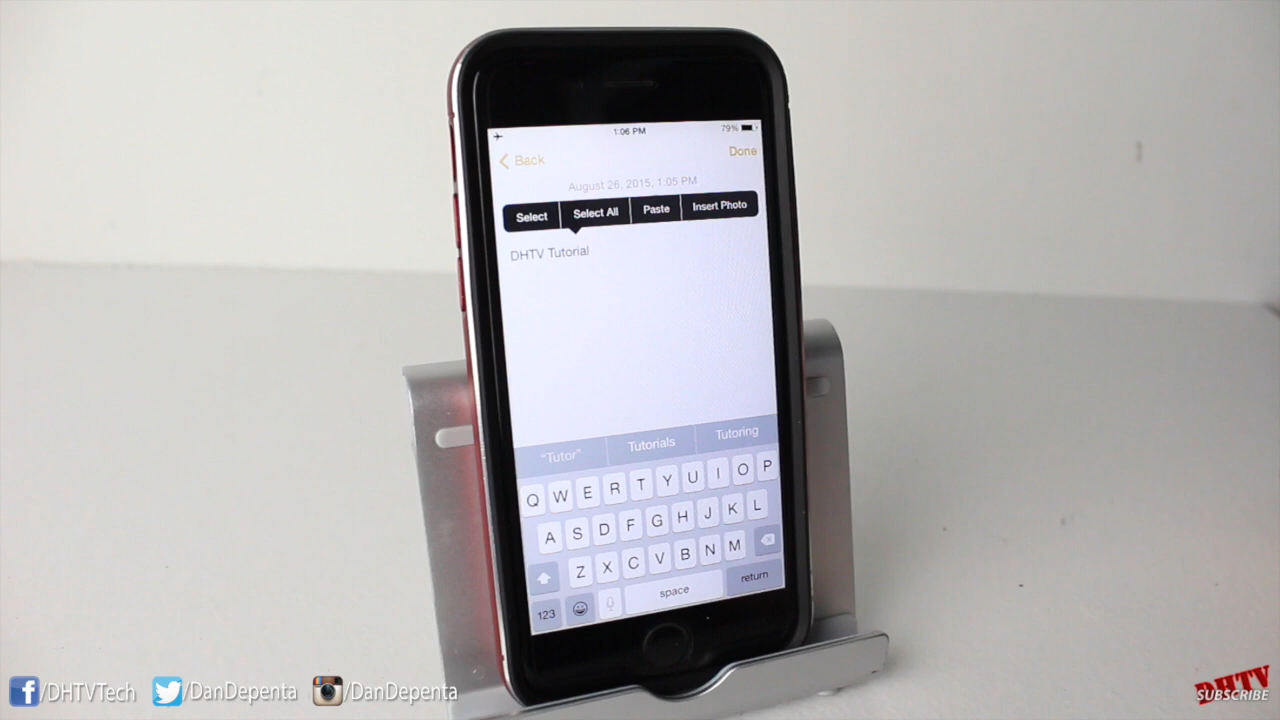 1:06 PM
79%
Back
Done
August 26, 2015, 1:05 PM
Select Select All Paste Insert Photo
DHTV Tutorial
“Tutor” Tutorials Tutoring
Q W E R T Y U I O P
A S D F G H J K L
Z X C V B N M
123 space return
/DHTVTech /DanDepenta /DanDepenta
DHTV
SUBSCRIBE